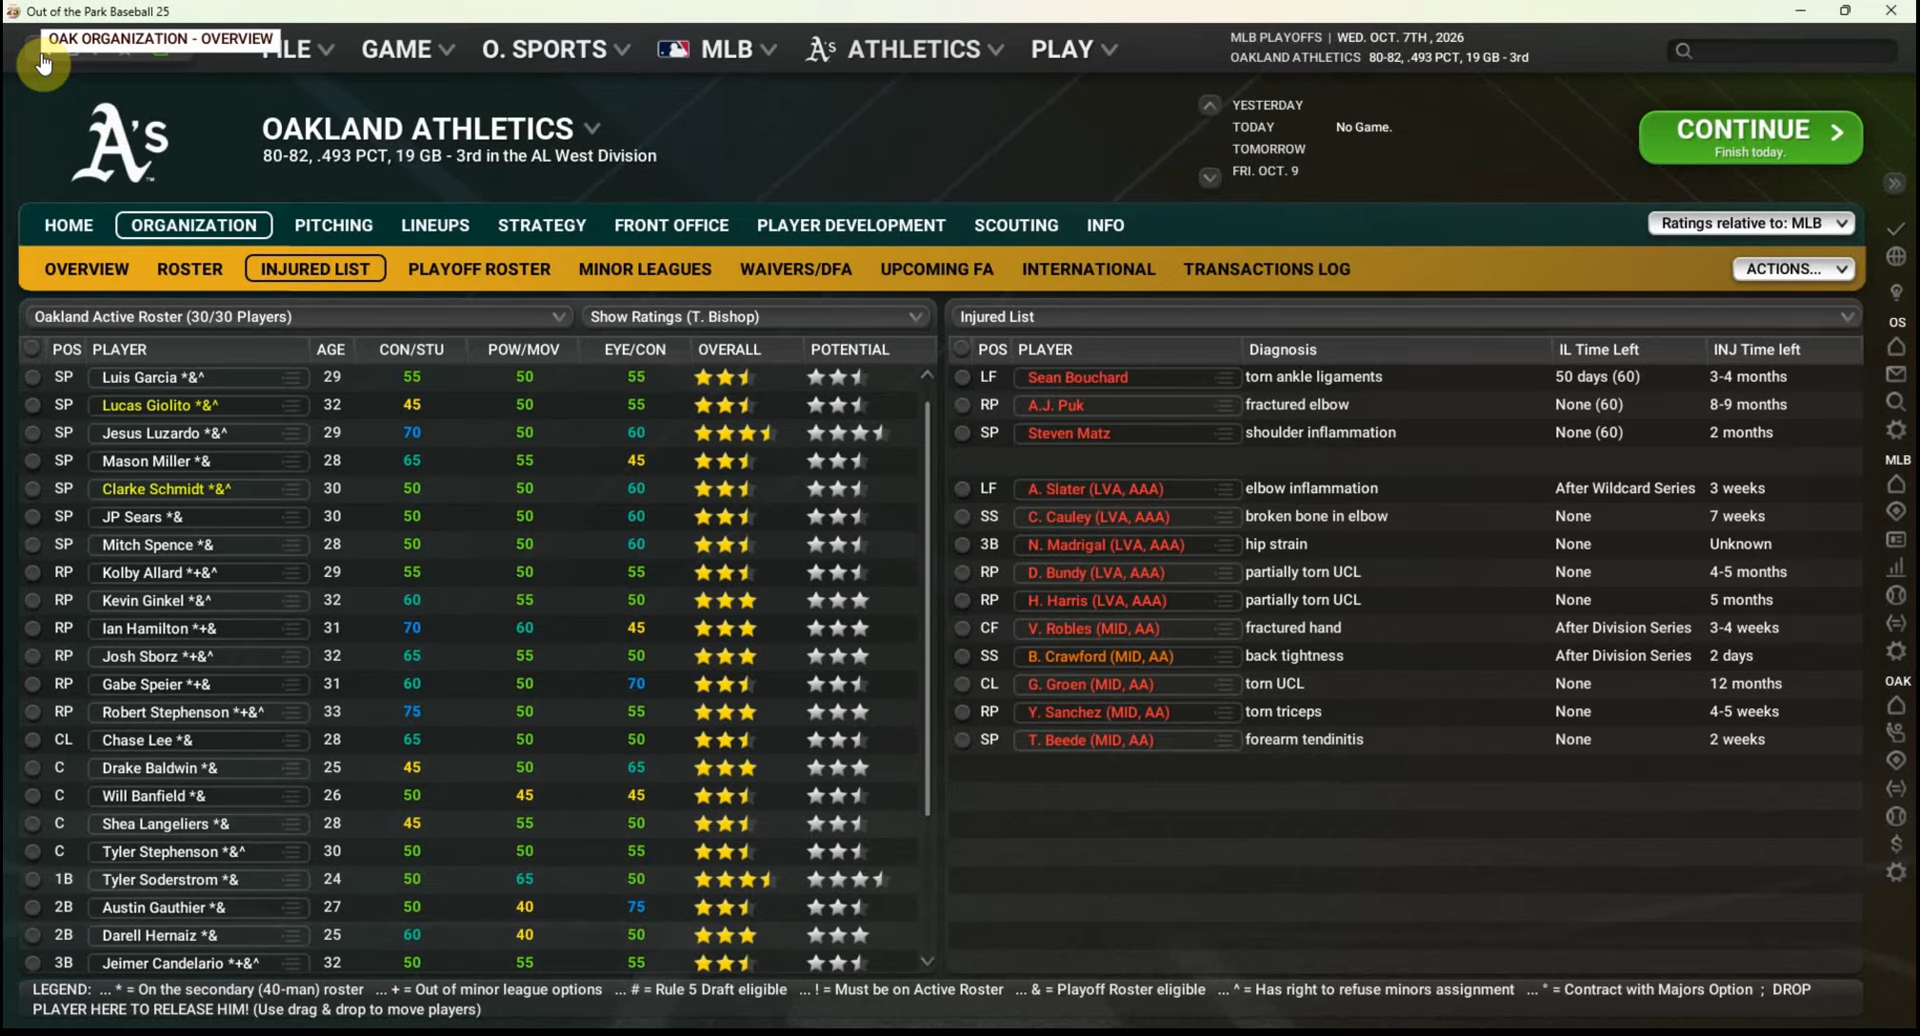 Out of the Park Baseball 25
OAK ORGANIZATION - OVERVIEW
ILE GAME O. SPORTS MLB A's ATHLETICS PLAY
MLB PLAYOFFS | WED. OCT. 7TH , 2026
OAKLAND ATHLETICS 80-82, .493 PCT, 19 GB - 3rd
A's
OAKLAND ATHLETICS
80-82, .493 PCT, 19 GB - 3rd in the AL West Division
YESTERDAY
TODAY No Game.
TOMORROW
FRI. OCT. 9
CONTINUE
Finish today.
HOME ORGANIZATION PITCHING LINEUPS STRATEGY FRONT OFFICE PLAYER DEVELOPMENT SCOUTING INFO Ratings relative to: MLB
OVERVIEW ROSTER INJURED LIST PLAYOFF ROSTER MINOR LEAGUES WAIVERS/DFA UPCOMING FA INTERNATIONAL TRANSACTIONS LOG ACTIONS...
Oakland Active Roster (30/30 Players) Show Ratings (T. Bishop)
POS PLAYER AGE CON/STU POW/MOV EYE/CON OVERALL POTENTIAL
SP Luis Garcia *&^ 29 55 50 55
SP Lucas Giolito *&^ 32 45 50 55
SP Jesus Luzardo *&^ 29 70 50 60
SP Mason Miller *& 28 65 55 45
SP Clarke Schmidt *&^ 30 50 50 60
SP JP Sears *& 30 50 50 60
SP Mitch Spence *& 28 50 50 60
RP Kolby Allard *+&^ 29 55 50 55
RP Kevin Ginkel *&^ 32 60 55 50
RP Ian Hamilton *+& 31 70 60 45
RP Josh Sborz *+&^ 32 65 55 50
RP Gabe Speier *+& 31 60 50 70
RP Robert Stephenson *+&^ 33 75 50 55
CL Chase Lee *& 28 65 50 50
C Drake Baldwin *& 25 45 50 65
C Will Banfield *& 26 50 45 45
C Shea Langeliers *& 28 45 55 50
C Tyler Stephenson *&^ 30 50 50 55
1B Tyler Soderstrom *& 24 50 65 50
2B Austin Gauthier *& 27 50 40 75
2B Darell Hernaiz *& 25 60 40 50
3B Jeimer Candelario *+&^ 32 50 55 55
Injured List
POS PLAYER Diagnosis IL Time Left INJ Time left
LF Sean Bouchard torn ankle ligaments 50 days (60) 3-4 months
RP A.J. Puk fractured elbow None (60) 8-9 months
SP Steven Matz shoulder inflammation None (60) 2 months
LF A. Slater (LVA, AAA) elbow inflammation After Wildcard Series 3 weeks
SS C. Cauley (LVA, AAA) broken bone in elbow None 7 weeks
3B N. Madrigal (LVA, AAA) hip strain None Unknown
RP D. Bundy (LVA, AAA) partially torn UCL None 4-5 months
RP H. Harris (LVA, AAA) partially torn UCL None 5 months
CF V. Robles (MID, AA) fractured hand After Division Series 3-4 weeks
SS B. Crawford (MID, AA) back tightness After Division Series 2 days
CL G. Groen (MID, AA) torn UCL None 12 months
RP Y. Sanchez (MID, AA) torn triceps None 4-5 weeks
SP T. Beede (MID, AA) forearm tendinitis None 2 weeks
OS
MLB
OAK
LEGEND: ... * = On the secondary (40-man) roster ... + = Out of minor league options ... # = Rule 5 Draft eligible ... ! = Must be on Active Roster ... & = Playoff Roster eligible ... ^ = Has right to refuse minors assignment ... ° = Contract with Majors Option ; DROP
PLAYER HERE TO RELEASE HIM! (Use drag & drop to move players)